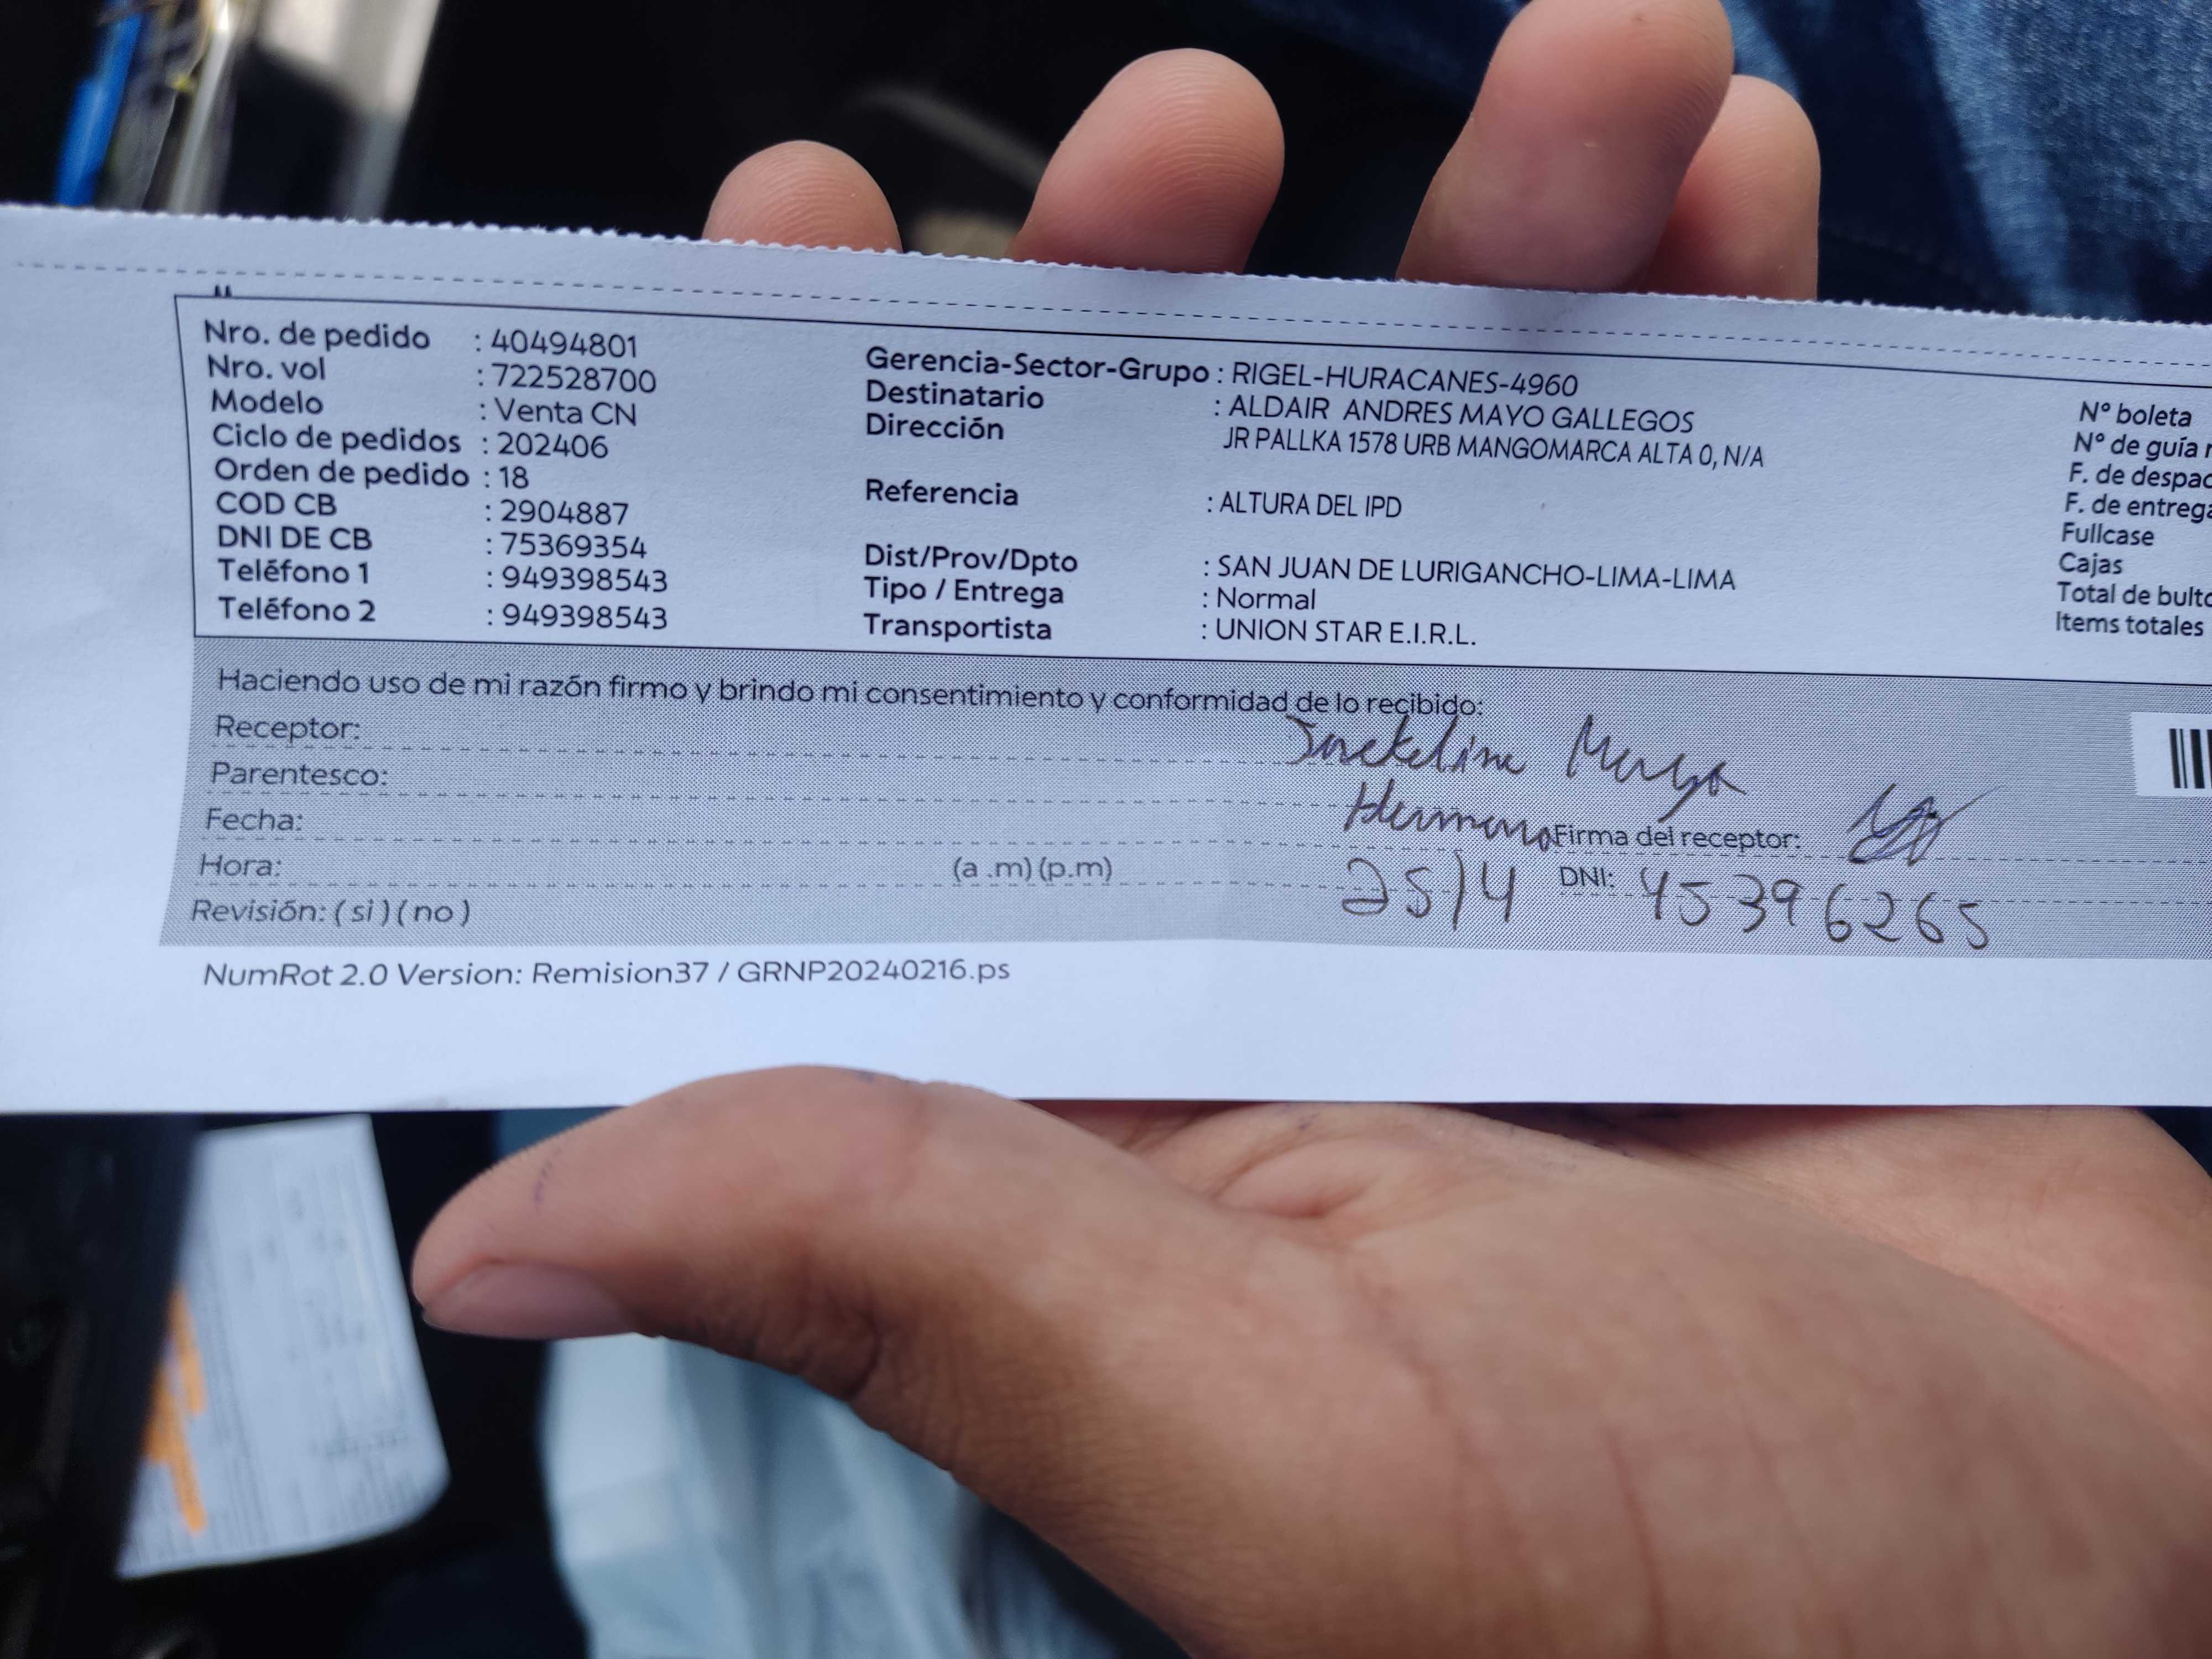 Nro. de pedido : 40494801
Nro. vol : 722528700
Modelo : Venta CN
Ciclo de pedidos : 202406
Orden de pedido : 18
COD CB : 2904887
DNI DE CB : 75369354
Teléfono 1 : 949398543
Teléfono 2 : 949398543
Gerencia-Sector-Grupo : RIGEL-HURACANES-4960
Destinatario : ALDAIR ANDRES MAYO GALLEGOS
Dirección JR PALLKA 1578 URB MANGOMARCA ALTA 0, N/A
Referencia : ALTURA DEL IPD
Dist/Prov/Dpto : SAN JUAN DE LURIGANCHO-LIMA-LIMA
Tipo / Entrega : Normal
Transportista : UNION STAR E.I.R.L.
N° boleta
N° de guía
F. de despac
F. de entrega
Fullcase
Cajas
Total de bulto
Items totales
Haciendo uso de mi razón firmo y brindo mi consentimiento y conformidad de lo recibido:
Receptor: Jackeline Mayo
Parentesco: Hermana
Fecha: 25/4
Firma del receptor:
Hora: (a .m) (p.m)
DNI: 45396265
Revisión: ( si ) ( no )
NumRot 2.0 Version: Remision37 / GRNP20240216.ps